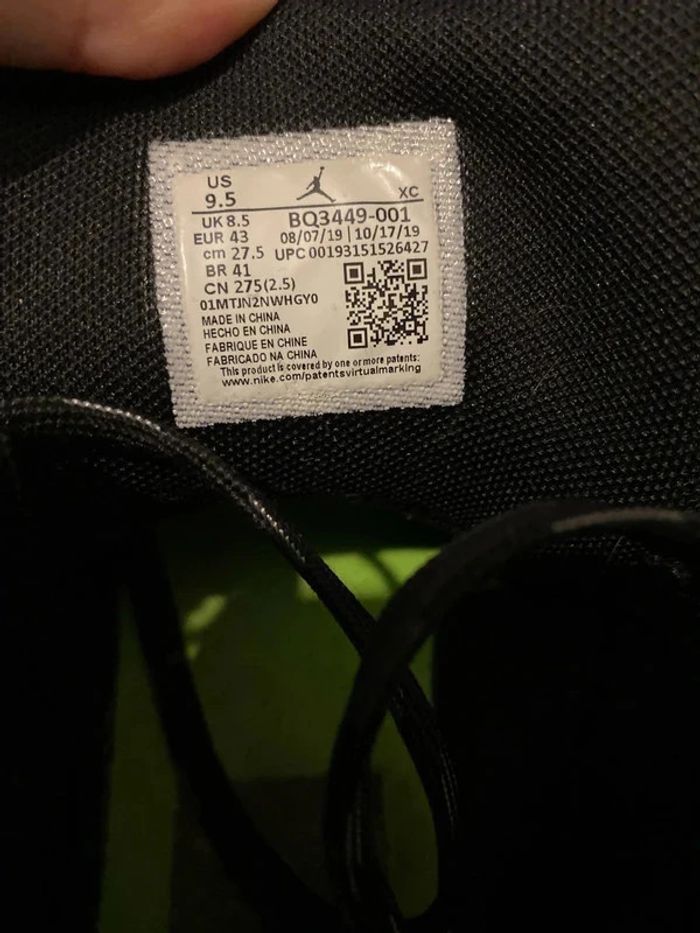 US
9.5
XC
UK 8.5 BQ3449-001
EUR 43 08/07/19 | 10/17/19
cm 27.5 UPC 00193151526427
BR 41
CN 275(2.5)
01MTJN2NWHGY0
MADE IN CHINA
HECHO EN CHINA
FABRIQUE EN CHINE
FABRICADO NA CHINA
This product is covered by one or more patents:
www.nike.com/patentsvirtualmarking